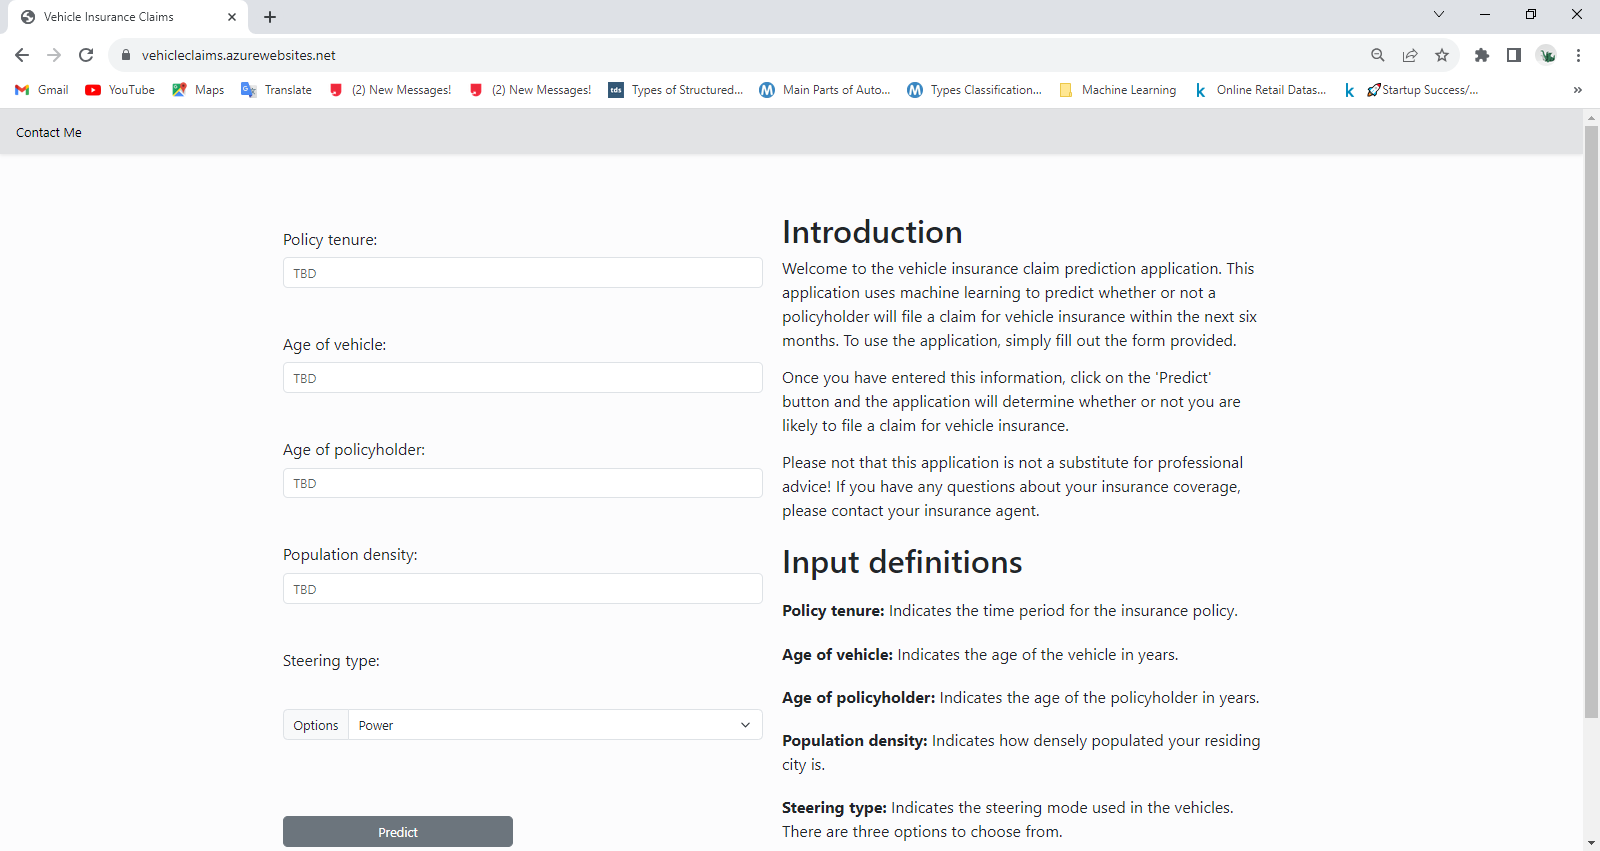 Vehicle Insurance Claims
vehicleclaims.azurewebsites.net
Gmail YouTube Maps Translate (2) New Messages! (2) New Messages! tds Types of Structured... M Main Parts of Auto... M Types Classification... Machine Learning k Online Retail Datas... k Startup Success/... »
Contact Me
Policy tenure:
TBD
Age of vehicle:
TBD
Age of policyholder:
TBD
Population density:
TBD
Steering type:
Options Power
Predict
Introduction
Welcome to the vehicle insurance claim prediction application. This
application uses machine learning to predict whether or not a
policyholder will file a claim for vehicle insurance within the next six
months. To use the application, simply fill out the form provided.
Once you have entered this information, click on the 'Predict'
button and the application will determine whether or not you are
likely to file a claim for vehicle insurance.
Please not that this application is not a substitute for professional
advice! If you have any questions about your insurance coverage,
please contact your insurance agent.
Input definitions
Policy tenure: Indicates the time period for the insurance policy.
Age of vehicle: Indicates the age of the vehicle in years.
Age of policyholder: Indicates the age of the policyholder in years.
Population density: Indicates how densely populated your residing
city is.
Steering type: Indicates the steering mode used in the vehicles.
There are three options to choose from.